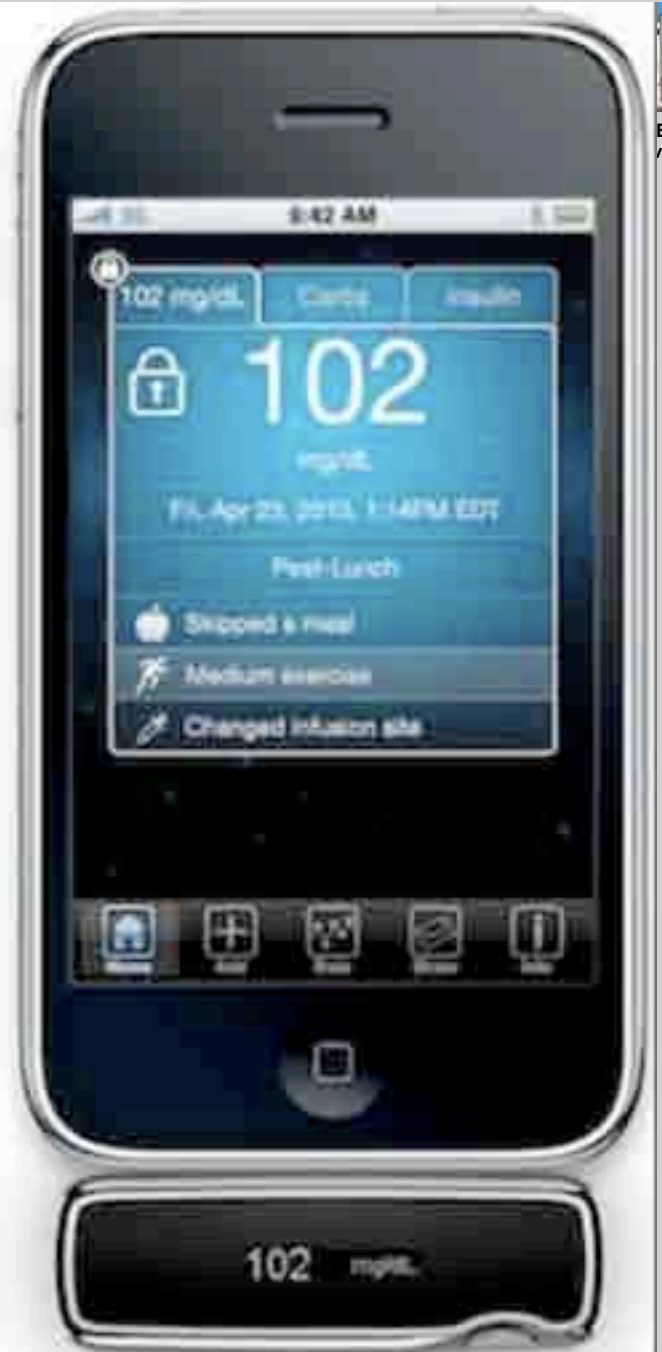 8:42 AM
102 mg/dL Carbs Insulin
102
mg/dL
Fri, Apr 23, 1:14PM EDT
Post-Lunch
Skipped a meal
Medium exercise
Changed infusion site
Home
102 mg/dL